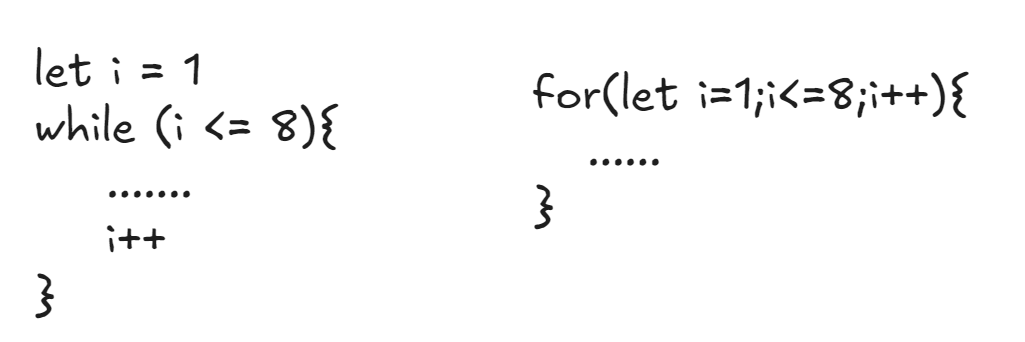 let i = 1
while (i <= 8){
.......
i++
}
for(let i=1;i<=8;i++){
......
}